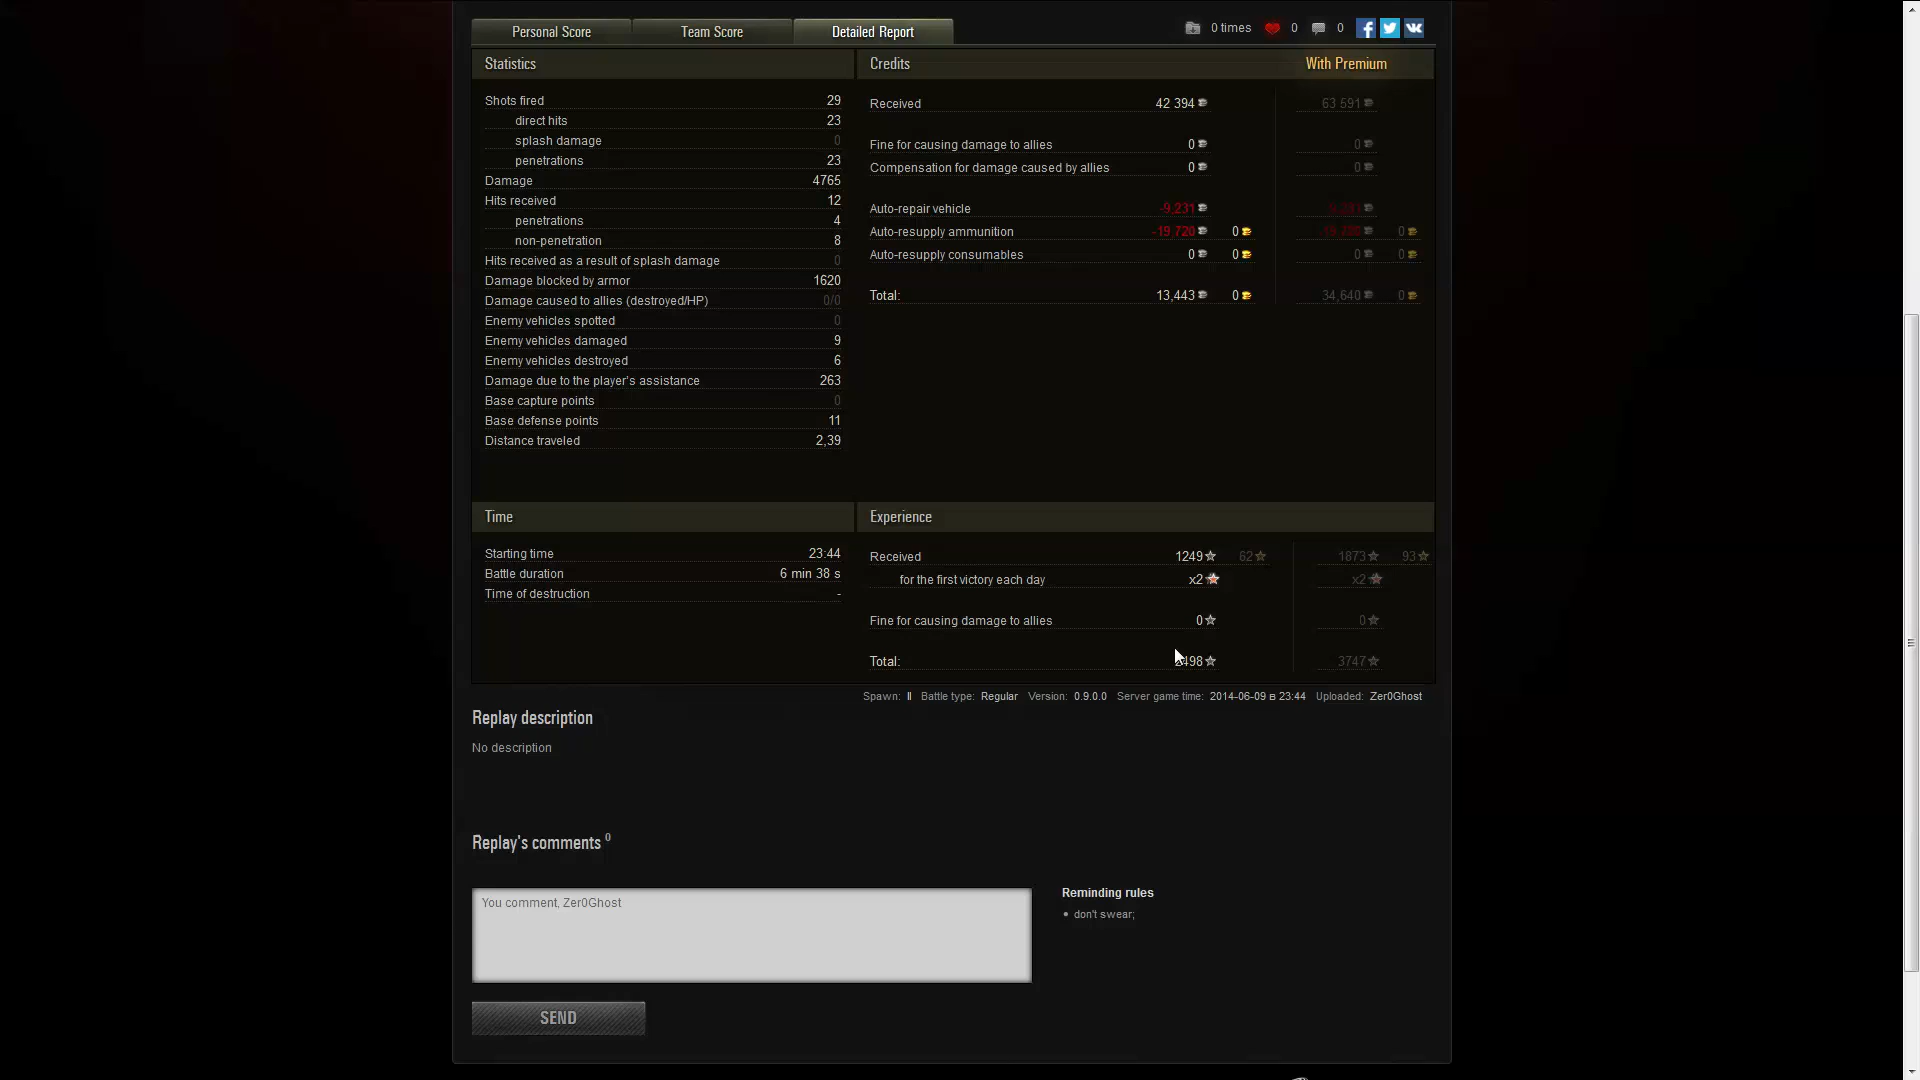 Personal Score Team Score Detailed Report 0 times 0 0
Statistics Credits With Premium
Shots fired 29
direct hits 23
splash damage 0
penetrations 23
Damage 4765
Hits received 12
penetrations 4
non-penetration 8
Hits received as a result of splash damage 0
Damage blocked by armor 1620
Damage caused to allies (destroyed/HP) 0/0
Enemy vehicles spotted 0
Enemy vehicles damaged 9
Enemy vehicles destroyed 6
Damage due to the player's assistance 263
Base capture points 0
Base defense points 11
Distance traveled 2,39
Received 42 394 63 591
Fine for causing damage to allies 0 0
Compensation for damage caused by allies 0 0
Auto-repair vehicle -9,231 -9,231
Auto-resupply ammunition -19,720 0 -19,720 0
Auto-resupply consumables 0 0 0 0
Total: 13,443 0 34,640 0
Time Experience
Starting time 23:44
Battle duration 6 min 38 s
Time of destruction -
Received 1249 62 1873 93
for the first victory each day x2 x2
Fine for causing damage to allies 0 0
Total: 2498 3747
Spawn: II Battle type: Regular Version: 0.9.0.0 Server game time: 2014-06-09 в 23:44 Uploaded: Zer0Ghost
Replay description
No description
Replay's comments 0
You comment, Zer0Ghost
Reminding rules
• don't swear;
SEND